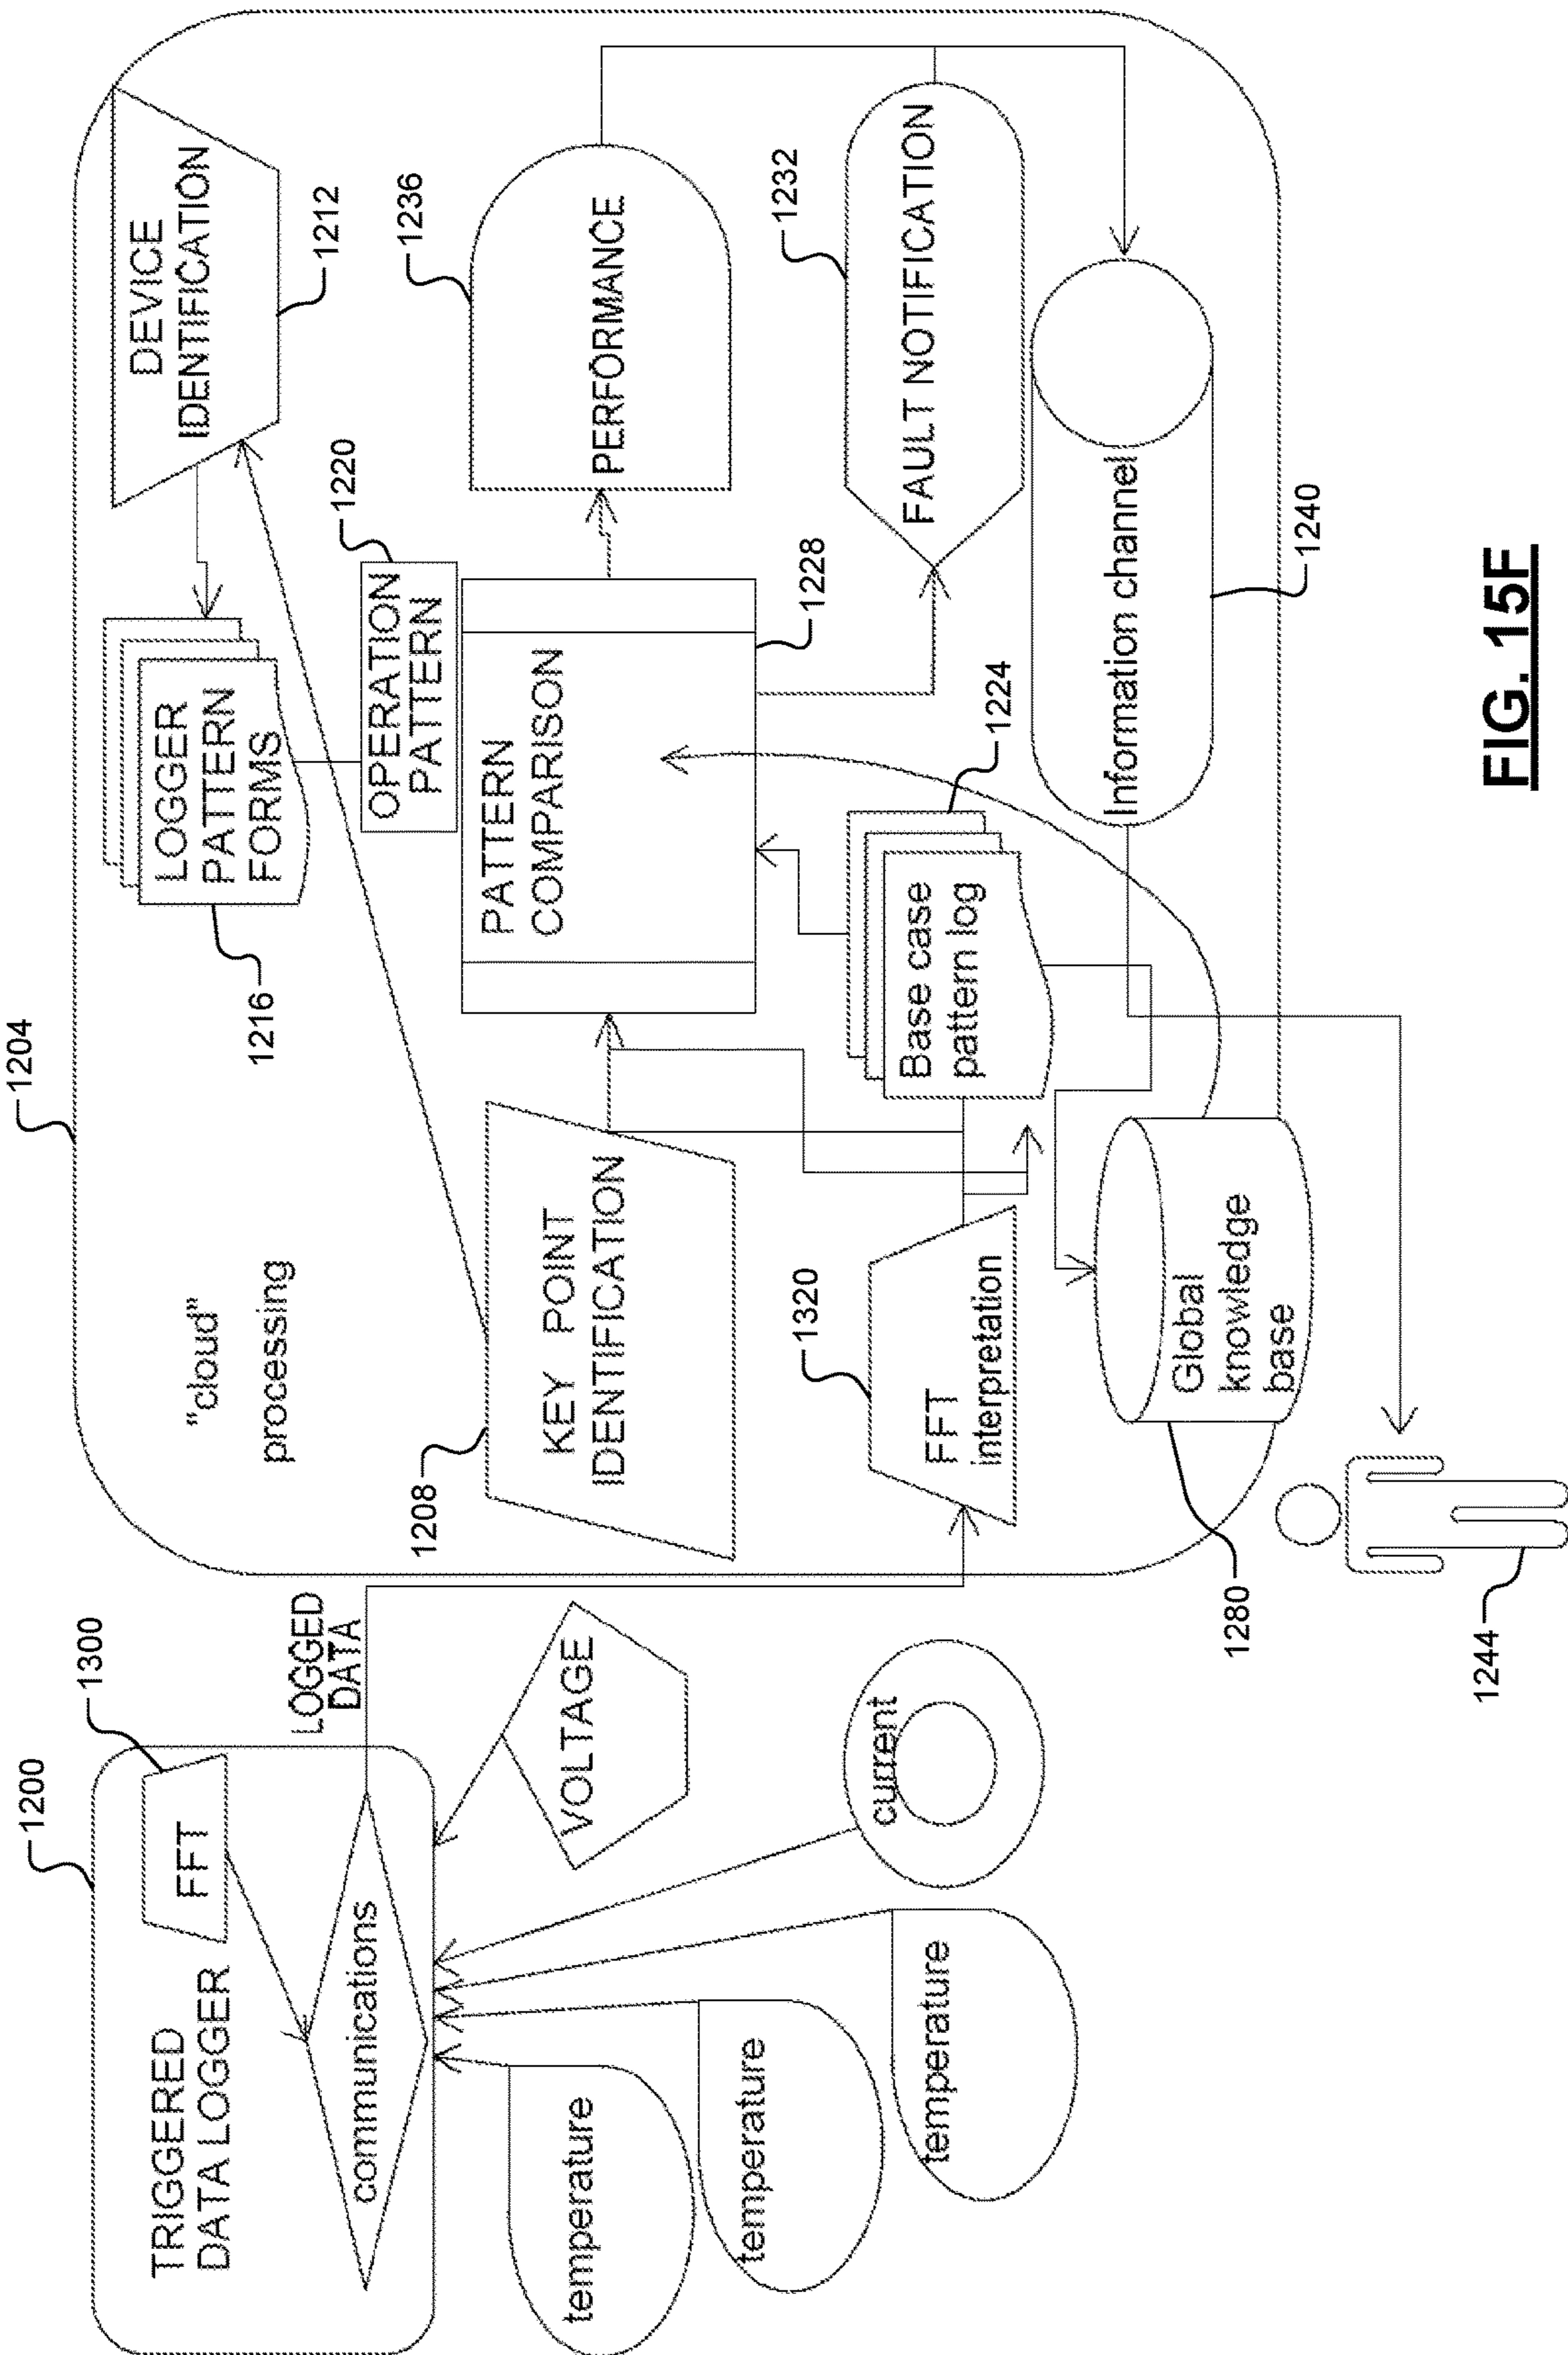 1200
TRIGGERED
DATA LOGGER
FFT
1300
communications
LOGGED
DATA
temperature
temperature
temperature
current
VOLTAGE
1204
"cloud"
processing
1208
KEY POINT
IDENTIFICATION
1320
FFT
interpretation
Global
knowledge
base
1280
1244
1216
LOGGER
PATTERN
FORMS
DEVICE
IDENTIFICATION
1212
OPERATION
PATTERN
1220
PATTERN
COMPARISON
1228
Base case
pattern log
1224
PERFORMANCE
1236
FAULT NOTIFICATION
1232
Information channel
1240
FIG. 15F